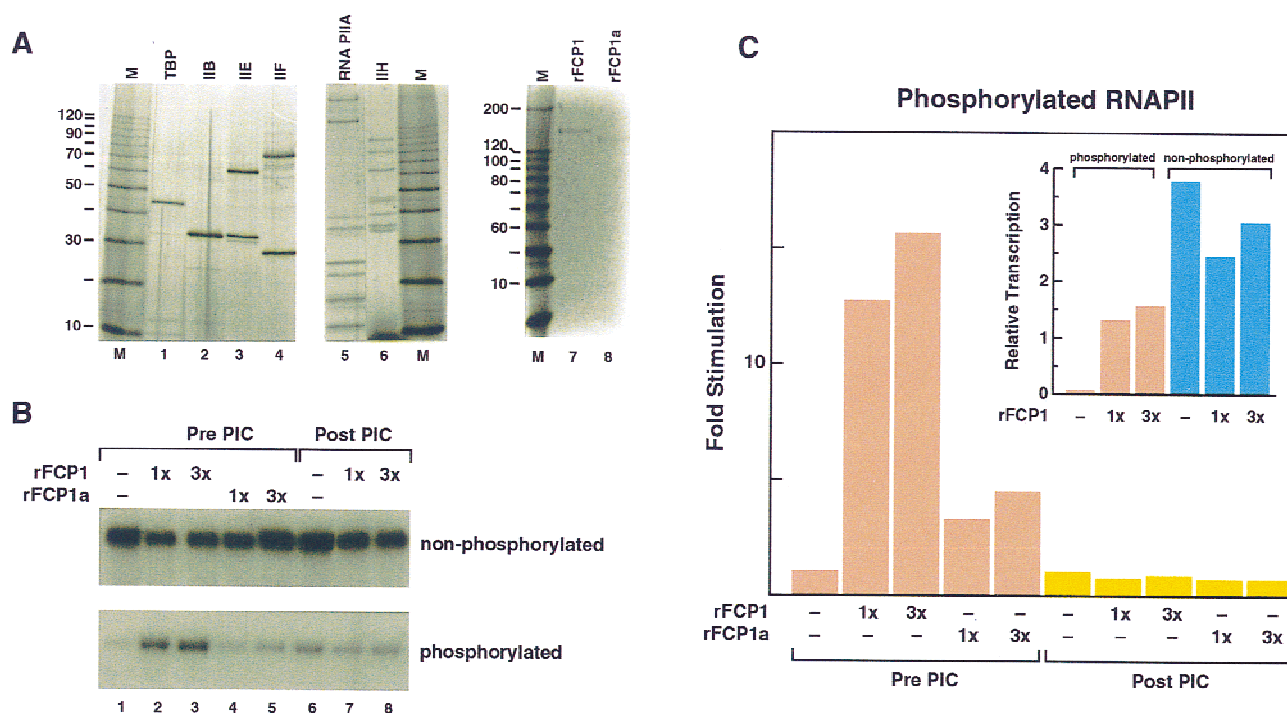 A
M TBP IIB IIE IIF
RNA PIIA IIH M
M rFCP1 rFCP1a
120
90
70
50
30
10
200
120
100
80
60
10
M 1 2 3 4
5 6 M
M 7 8
B
Pre PIC Post PIC
rFCP1 – 1x 3x – 1x 3x
rFCP1a – 1x 3x –
non-phosphorylated
phosphorylated
1 2 3 4 5 6 7 8
C
Phosphorylated RNAPII
Fold Stimulation
10
phosphorylated non-phosphorylated
Relative Transcription
4
3
2
1
0
rFCP1 – 1x 3x – 1x 3x
rFCP1 – 1x 3x – – – 1x 3x – –
rFCP1a – – – 1x 3x – – – 1x 3x
Pre PIC Post PIC